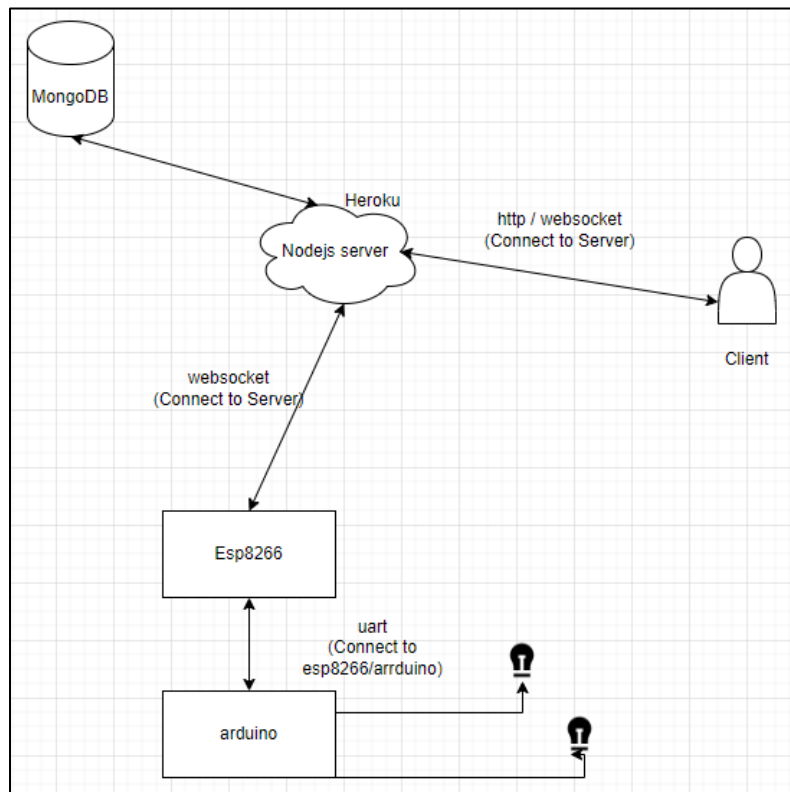 MongoDB
Heroku
Nodejs server
http / websocket
(Connect to Server)
Client
websocket
(Connect to Server)
Esp8266
uart
(Connect to
esp8266/arrduino)
arduino